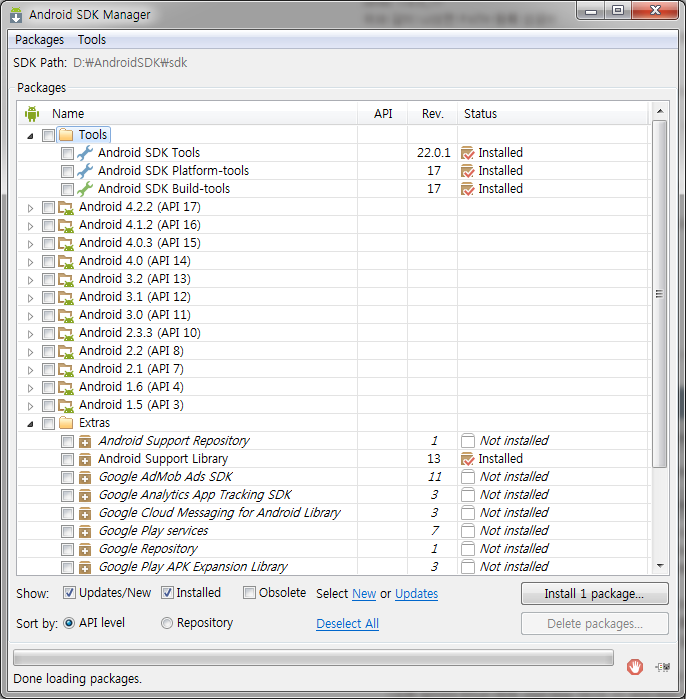 Android SDK Manager
Packages Tools
SDK Path: D:₩AndroidSDK₩sdk
Packages
Name API Rev. Status
Tools
Android SDK Tools 22.0.1 Installed
Android SDK Platform-tools 17 Installed
Android SDK Build-tools 17 Installed
Android 4.2.2 (API 17)
Android 4.1.2 (API 16)
Android 4.0.3 (API 15)
Android 4.0 (API 14)
Android 3.2 (API 13)
Android 3.1 (API 12)
Android 3.0 (API 11)
Android 2.3.3 (API 10)
Android 2.2 (API 8)
Android 2.1 (API 7)
Android 1.6 (API 4)
Android 1.5 (API 3)
Extras
Android Support Repository 1 Not installed
Android Support Library 13 Installed
Google AdMob Ads SDK 11 Not installed
Google Analytics App Tracking SDK 3 Not installed
Google Cloud Messaging for Android Library 3 Not installed
Google Play services 7 Not installed
Google Repository 1 Not installed
Google Play APK Expansion Library 3 Not installed
Show: Updates/New Installed Obsolete Select New or Updates Install 1 package...
Sort by: API level Repository Deselect All Delete packages...
Done loading packages.